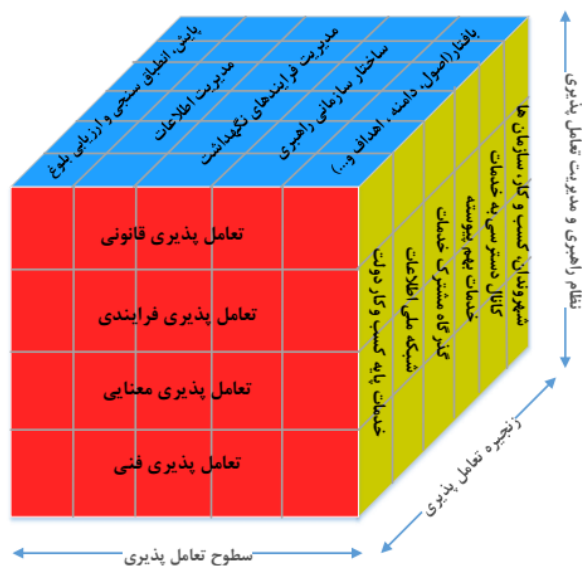 پایش، انطباق سنجی و ارزیابی بلوغ
مدیریت اطلاعات
مدیریت فرایندهای نگهداشت
ساختار سازمانی راهبری
بافتار(اصول، دامنه ، اهداف و...)
تعامل پذیری قانونی
تعامل پذیری فرایندی
تعامل پذیری معنایی
تعامل پذیری فنی
شهروندان، کسب و کار، سازمان ها
کانال دسترسی به خدمات
خدمات بهم پیوسته
گذرگاه مشترک خدمات
شبکه ملی اطلاعات
خدمات پایه کسب وکار دولت
نظام راهبری و مدیریت تعامل پذیری
زنجیره تعامل پذیری
سطوح تعامل پذیری